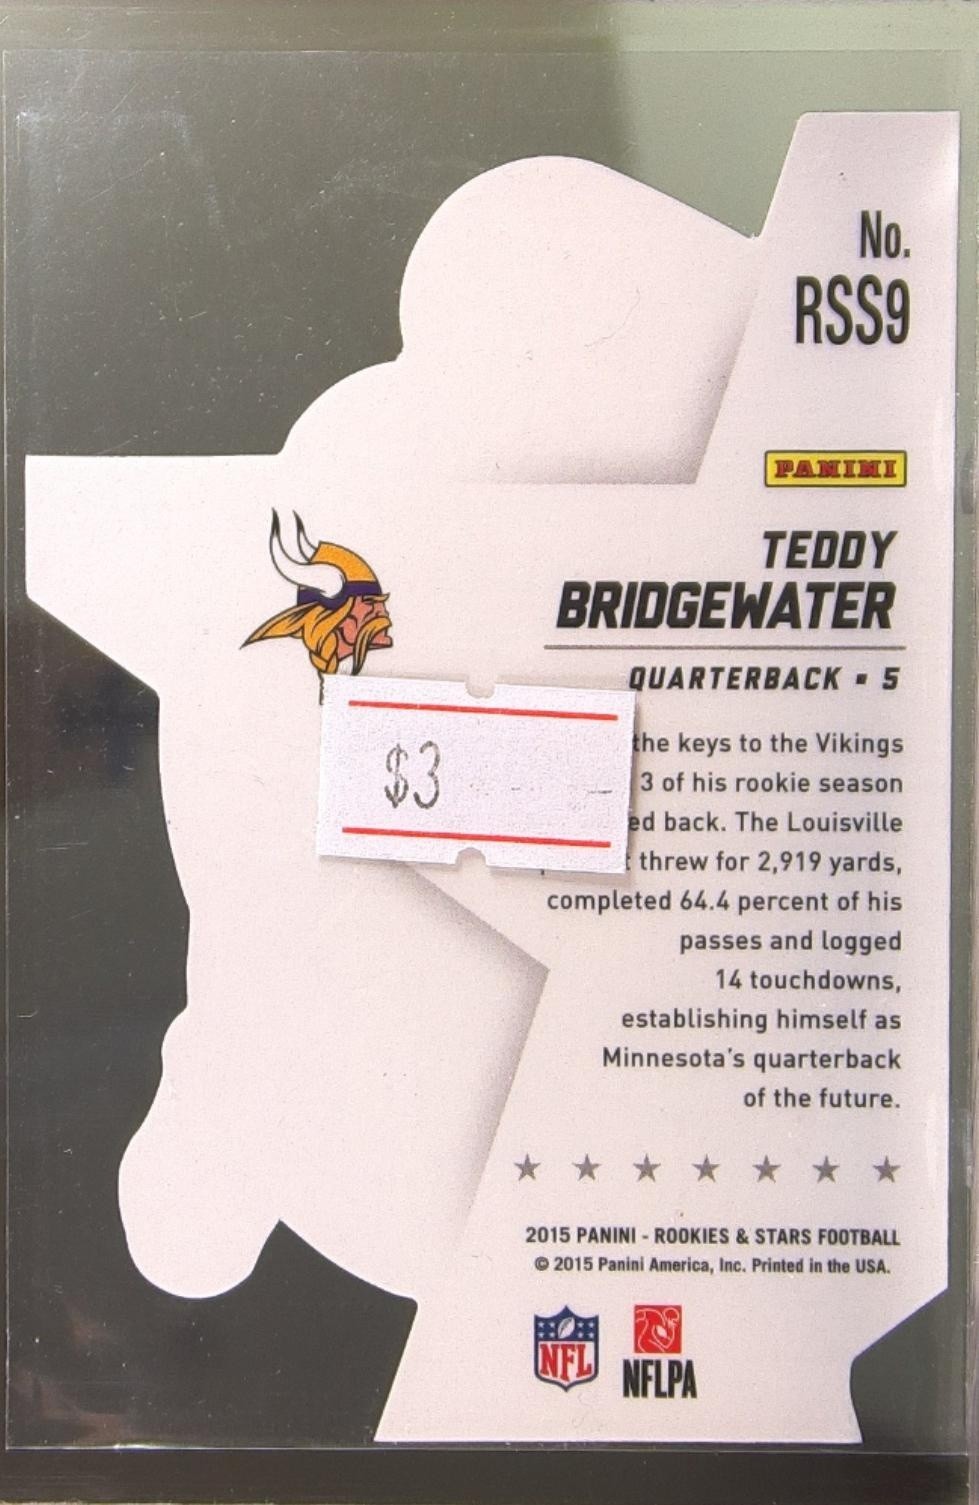 No.
RSS9
PANINI
TEDDY
BRIDGEWATER
QUARTERBACK ▪ 5
$3
the keys to the Vikings
3 of his rookie season
ed back. The Louisville
threw for 2,919 yards,
completed 64.4 percent of his
passes and logged
14 touchdowns,
establishing himself as
Minnesota's quarterback
of the future.
2015 PANINI - ROOKIES & STARS FOOTBALL
© 2015 Panini America, Inc. Printed in the USA.
NFL
NFLPA